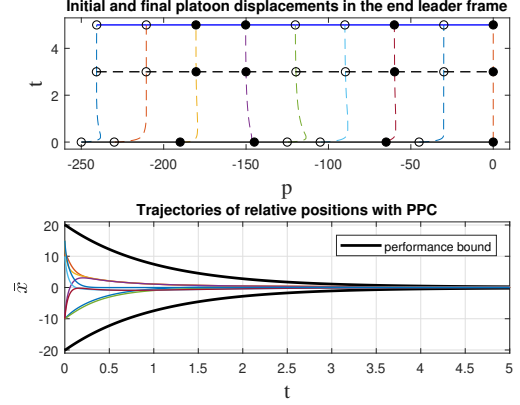 Initial and final platoon displacements in the end leader frame
4
2
0
t
-250 -200 -150 -100 -50 0
p
Trajectories of relative positions with PPC
20
10
0
-10
-20
x̄
performance bound
0 0.5 1 1.5 2 2.5 3 3.5 4 4.5 5
t